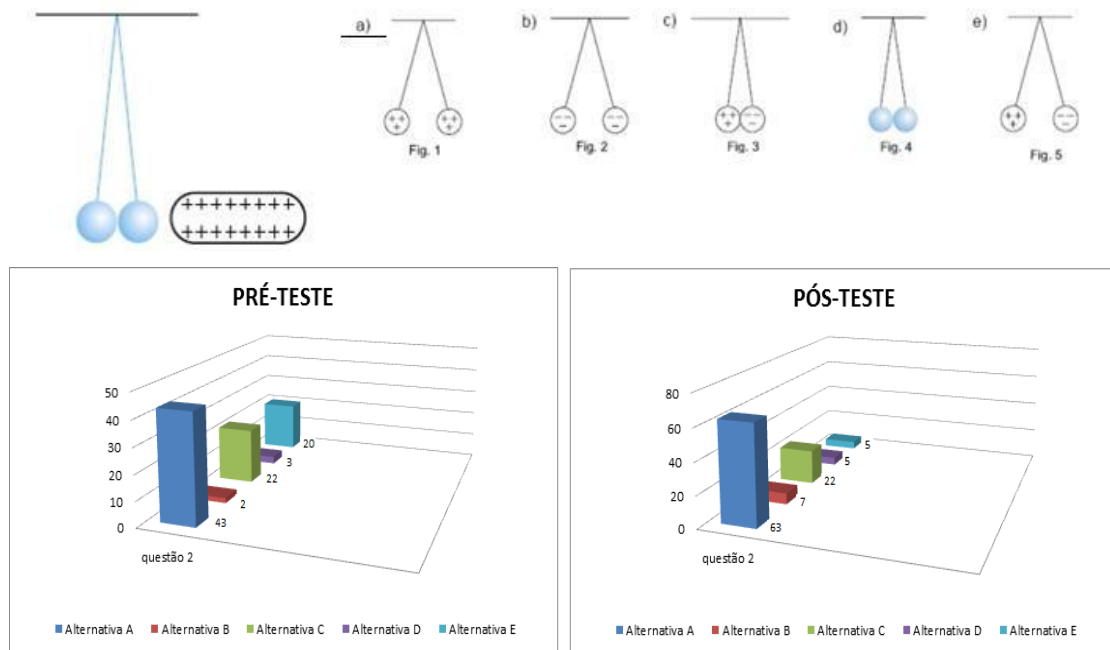 a)
b)
c)
d)
e)
++ ++
+ +
-- --
- -
++ --
+ -
++ --
+ -
Fig. 1
Fig. 2
Fig. 3
Fig. 4
Fig. 5
++++++++
++++++++
PRÉ-TESTE
50
40
30
20
10
0
43
2
22
3
20
questão 2
Alternativa A Alternativa B Alternativa C Alternativa D Alternativa E
PÓS-TESTE
80
60
40
20
0
63
7
22
5
5
questão 2
Alternativa A Alternativa B Alternativa C Alternativa D Alternativa E